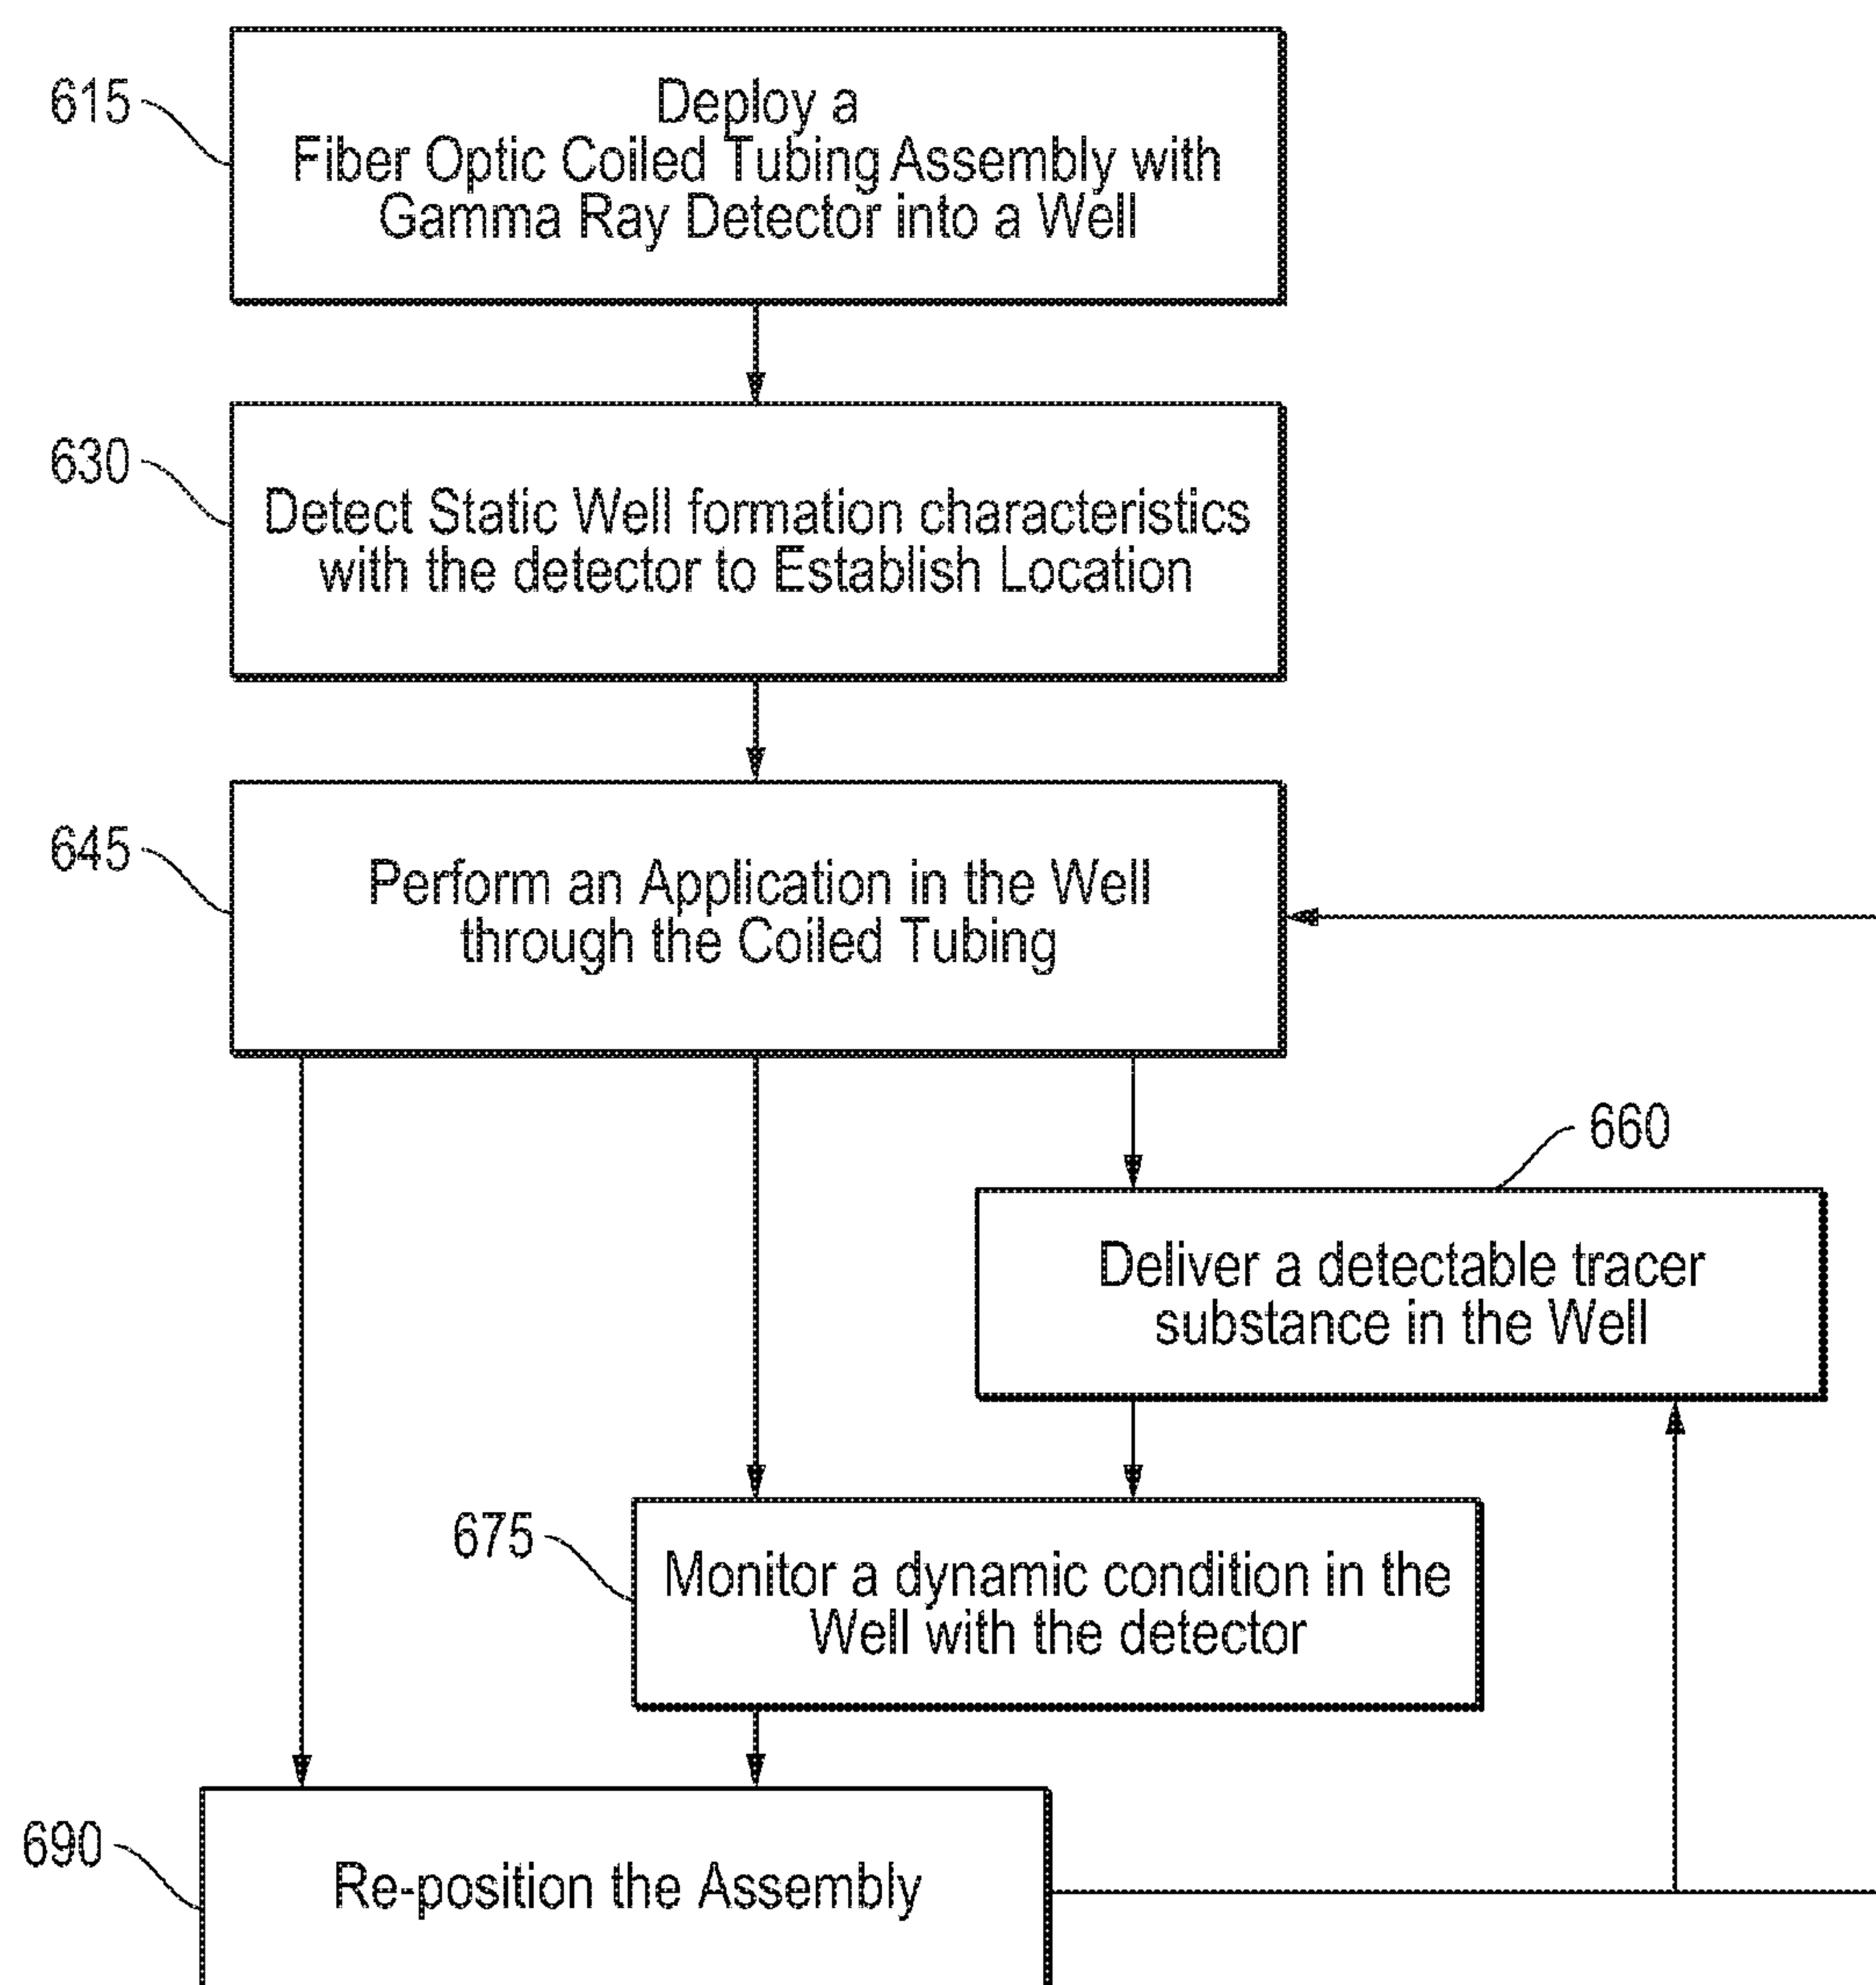 615
Deploy a
Fiber Optic Coiled Tubing Assembly with
Gamma Ray Detector into a Well
630
Detect Static Well formation characteristics
with the detector to Establish Location
645
Perform an Application in the Well
through the Coiled Tubing
660
Deliver a detectable tracer
substance in the Well
675
Monitor a dynamic condition in the
Well with the detector
690
Re-position the Assembly